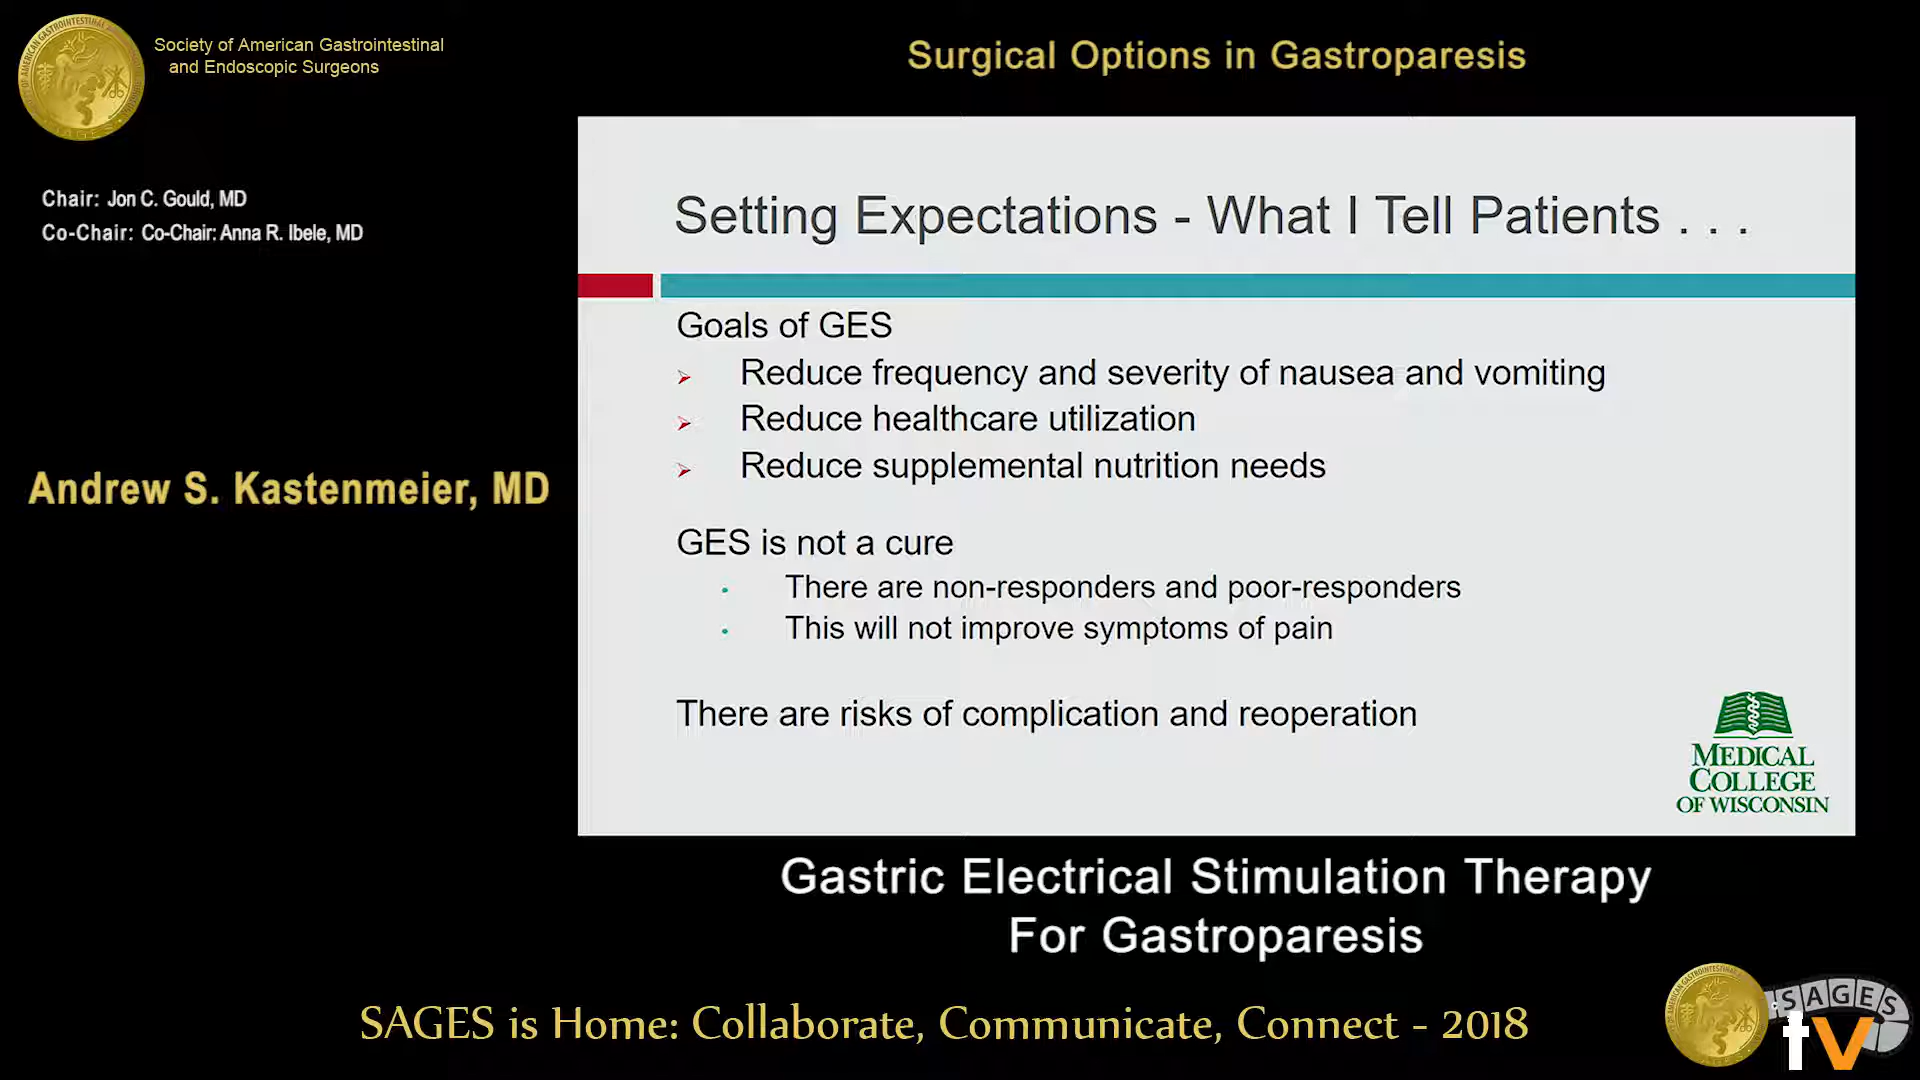 Society of American Gastrointestinal
and Endoscopic Surgeons
Surgical Options in Gastroparesis
Chair: Jon C. Gould, MD
Co-Chair: Co-Chair: Anna R. Ibele, MD
Andrew S. Kastenmeier, MD
Setting Expectations - What I Tell Patients . . .
Goals of GES
Reduce frequency and severity of nausea and vomiting
Reduce healthcare utilization
Reduce supplemental nutrition needs
GES is not a cure
There are non-responders and poor-responders
This will not improve symptoms of pain
There are risks of complication and reoperation
MEDICAL
COLLEGE
OF WISCONSIN
Gastric Electrical Stimulation Therapy
For Gastroparesis
SAGES is Home: Collaborate, Communicate, Connect - 2018
SAGES
tv